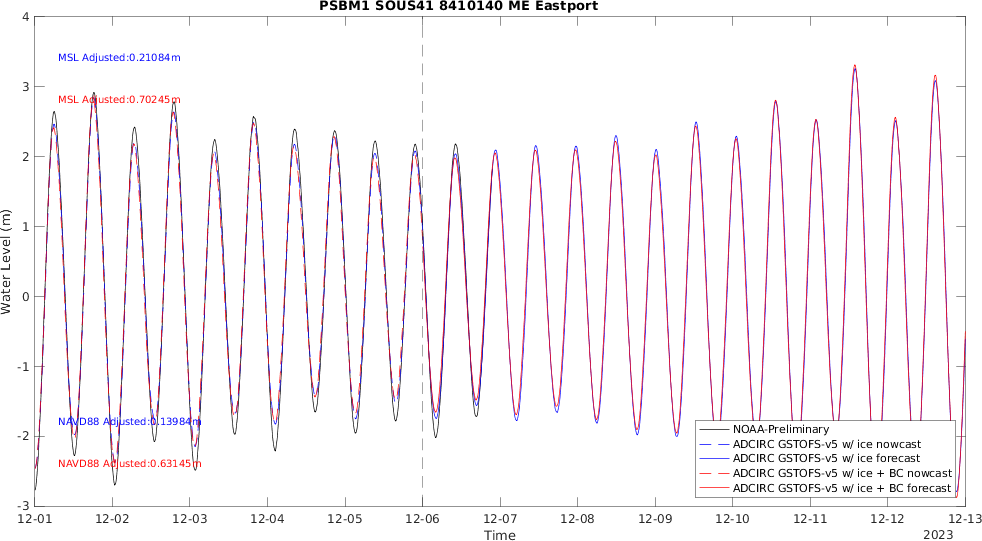 PSBM1 SOUS41 8410140 ME Eastport
4
MSL Adjusted:0.21084m
3
MSL Adjusted:0.70245m
2
1
Water Level (m)
0
-1
NAVD88 Adjusted:0.13984m
-2
NAVD88 Adjusted:0.63145m
-3
NOAA-Preliminary
ADCIRC GSTOFS-v5 w/ ice nowcast
ADCIRC GSTOFS-v5 w/ ice forecast
ADCIRC GSTOFS-v5 w/ ice + BC nowcast
ADCIRC GSTOFS-v5 w/ ice + BC forecast
12-01 12-02 12-03 12-04 12-05 12-06 12-07 12-08 12-09 12-10 12-11 12-12 12-13
Time
2023